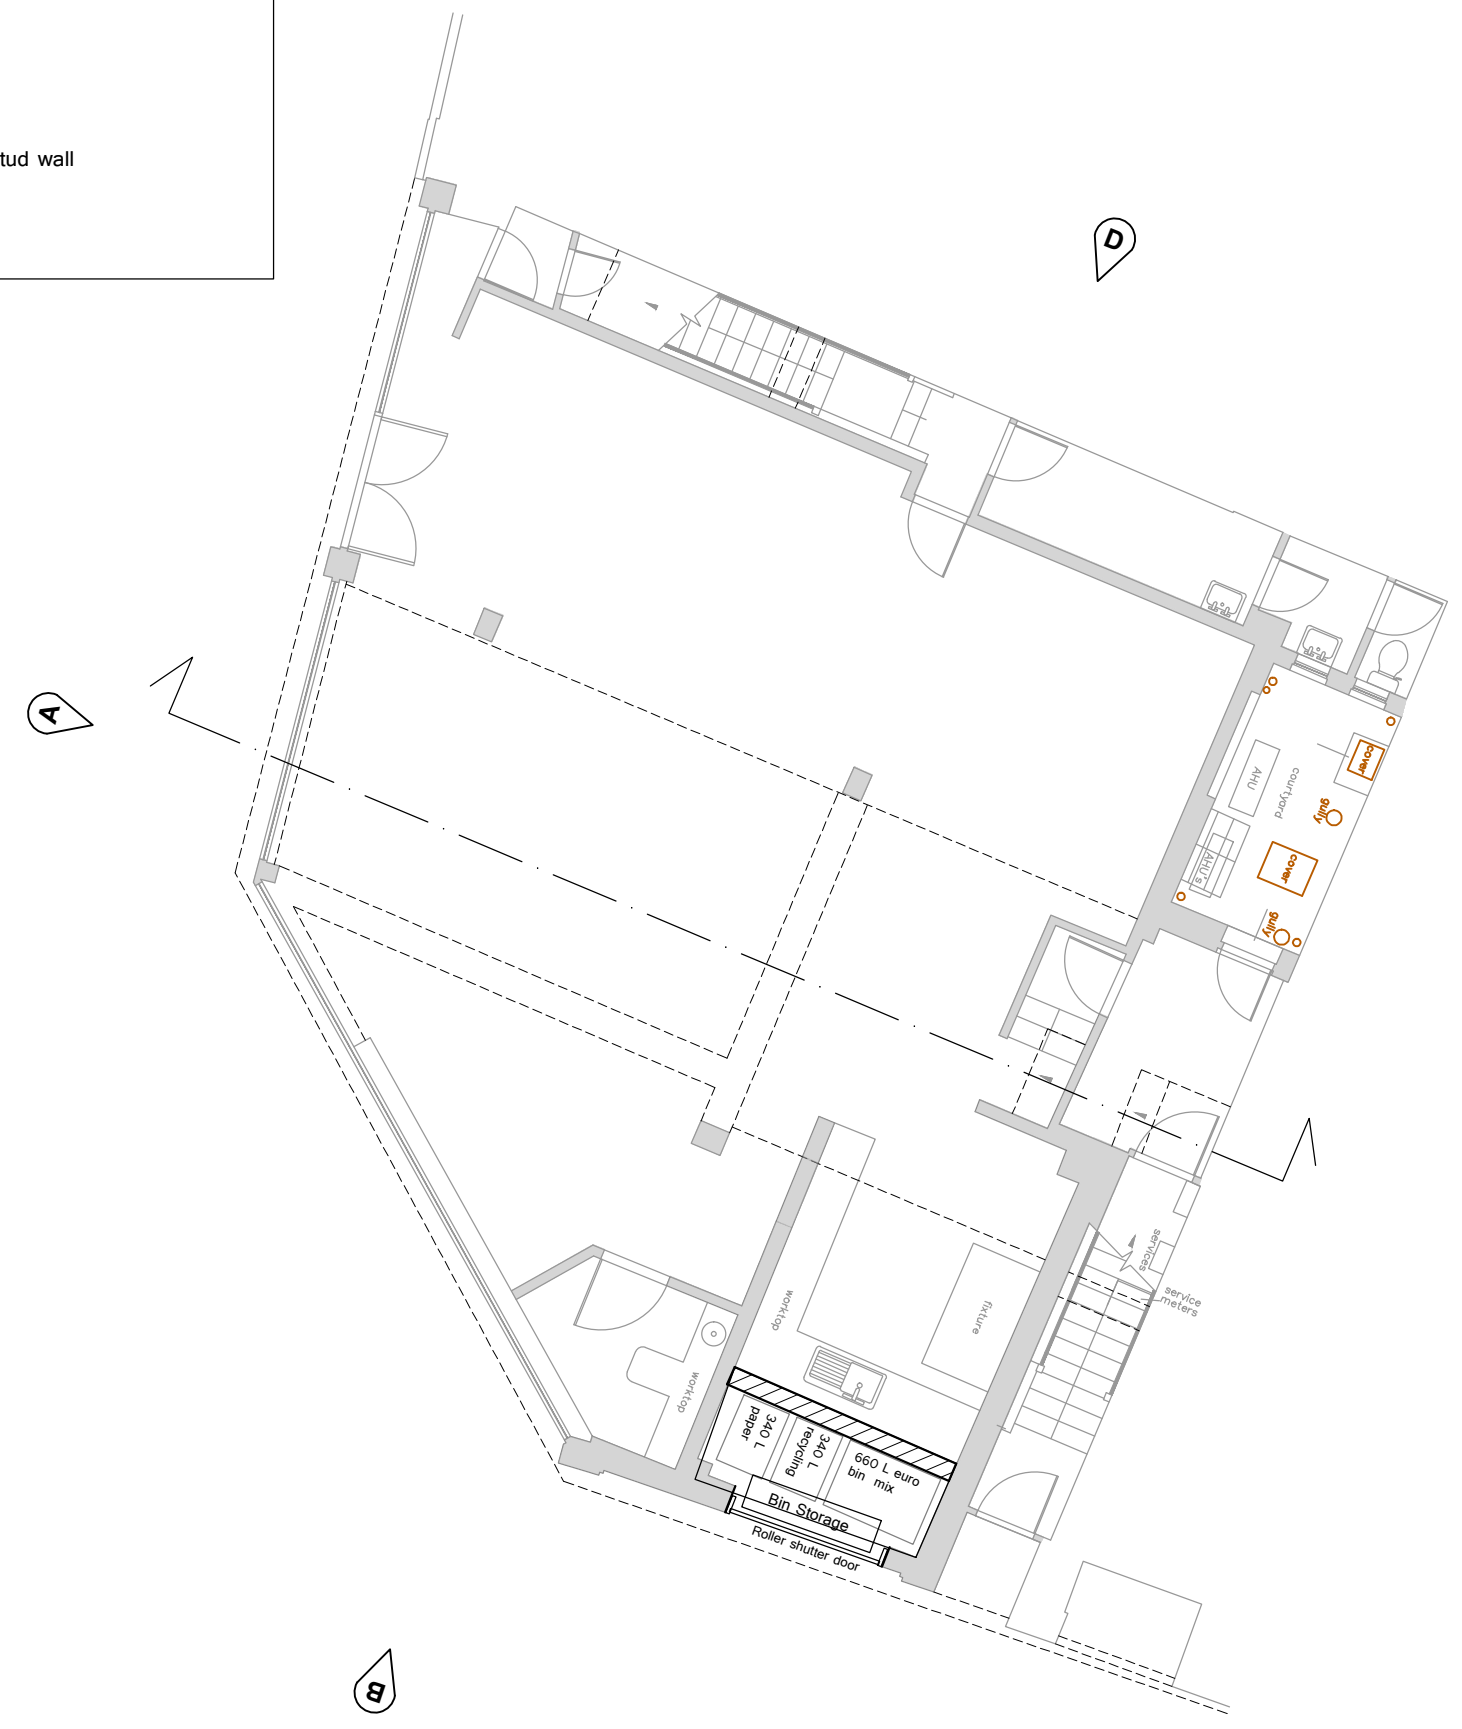 tud wall
D
A
cover
AHU
courtyard
gully
AHU's
cover
gully
services
service
meters
worktop
fixture
worktop
340 L
paper
340 L
recycling
660 L euro
bin mix
Bin Storage
Roller shutter door
B